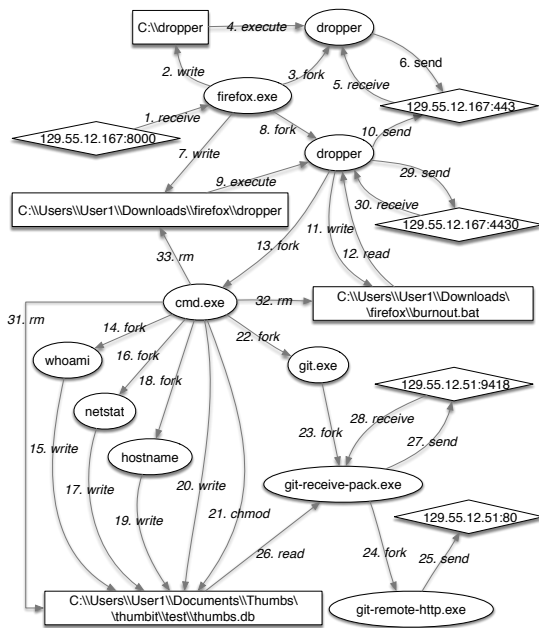 C:\\dropper
4. execute
dropper
2. write
3. fork
6. send
5. receive
firefox.exe
129.55.12.167:443
1. receive
129.55.12.167:8000
8. fork
10. send
7. write
dropper
9. execute
29. send
C:\\Users\\User1\\Downloads\\firefox\\dropper
30. receive
11. write
129.55.12.167:4430
13. fork
12. read
33. rm
cmd.exe
32. rm
C:\\Users\\User1\\Downloads\
\firefox\\burnout.bat
31. rm
14. fork
22. fork
whoami
16. fork
git.exe
129.55.12.51:9418
18. fork
netstat
28. receive
23. fork
27. send
15. write
hostname
17. write
20. write
git-receive-pack.exe
21. chmod
129.55.12.51:80
19. write
26. read
24. fork
25. send
C:\\Users\\User1\\Documents\\Thumbs\
\thumbit\\test\\thumbs.db
git-remote-http.exe